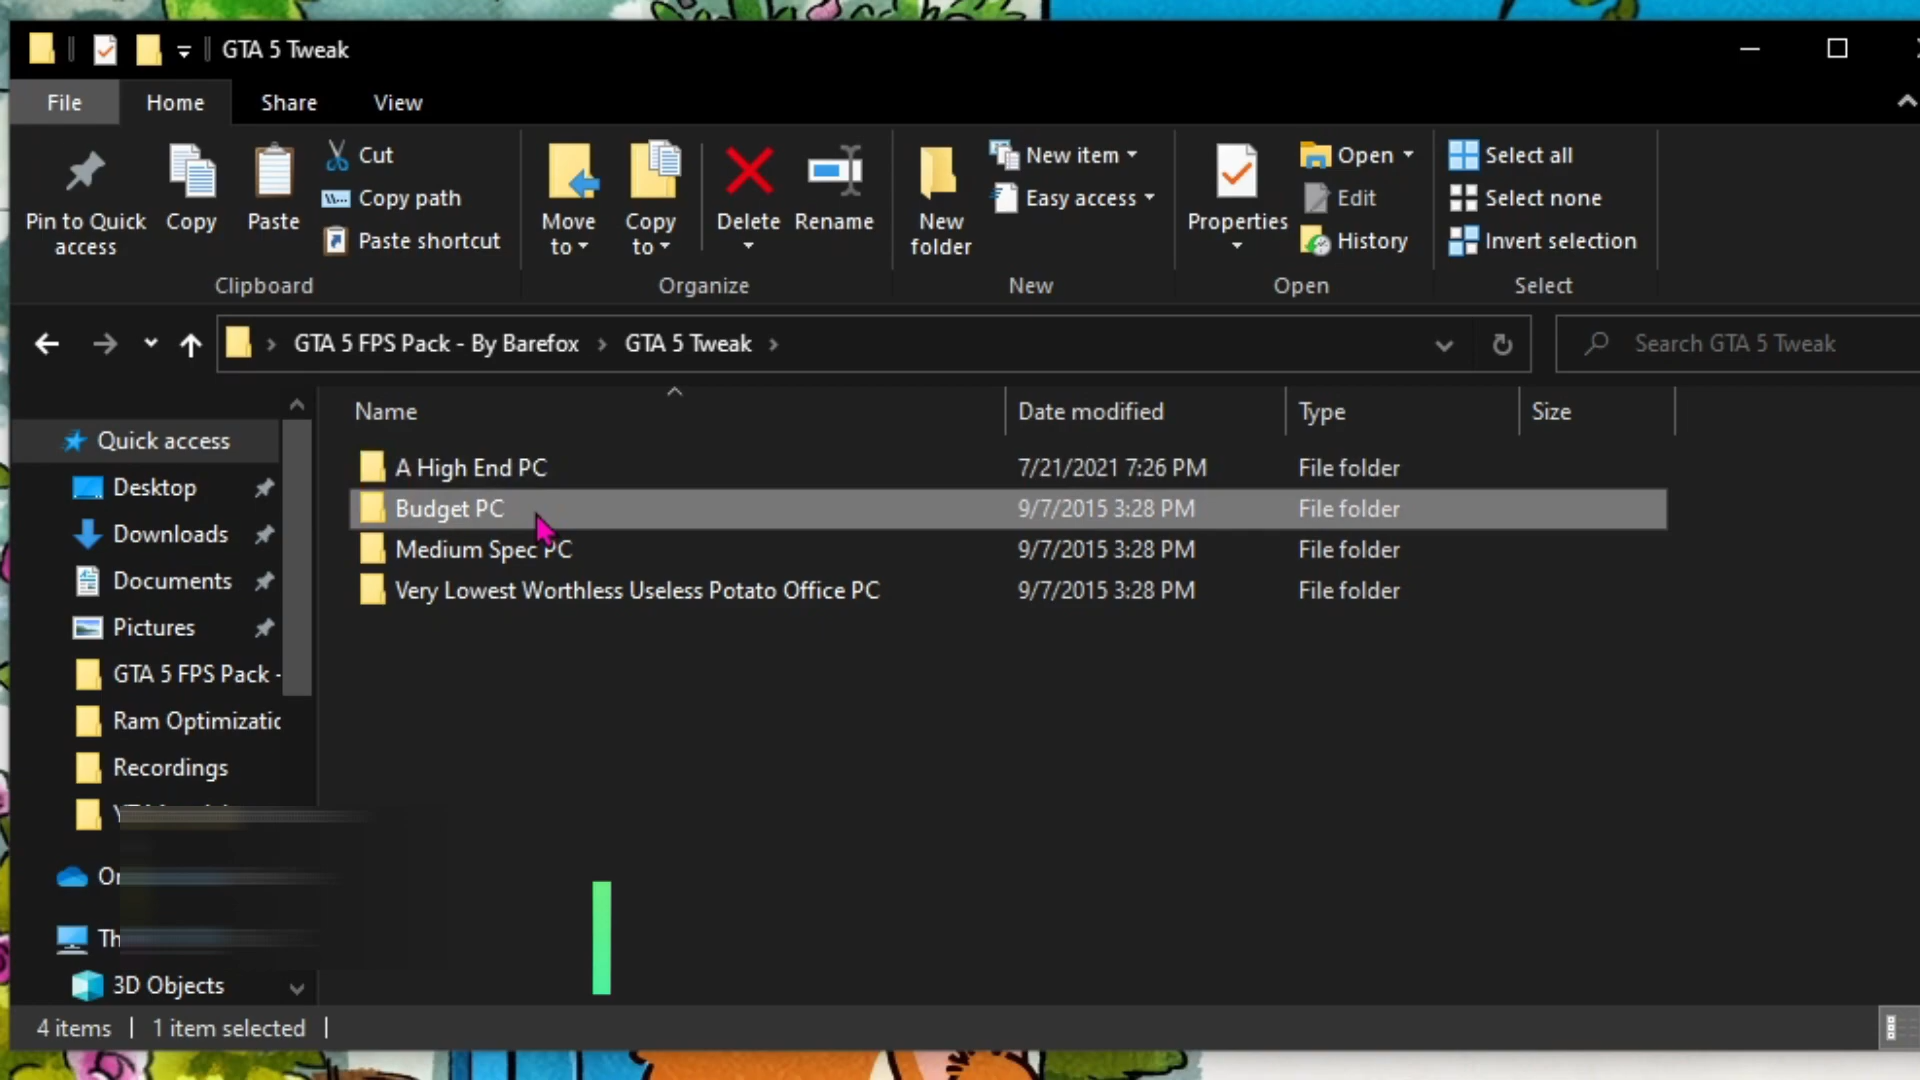 GTA 5 Tweak
File Home Share View
Pin to Quick access
Copy
Paste
Cut
Copy path
Paste shortcut
Clipboard
Move to
Copy to
Delete
Rename
Organize
New folder
New item
Easy access
New
Properties
Open
Edit
History
Open
Select all
Select none
Invert selection
Select
GTA 5 FPS Pack - By Barefox > GTA 5 Tweak >
Search GTA 5 Tweak
Quick access
Desktop
Downloads
Documents
Pictures
GTA 5 FPS Pack -
Ram Optimizatic
Recordings
3D Objects
Name Date modified Type Size
A High End PC 7/21/2021 7:26 PM File folder
Budget PC 9/7/2015 3:28 PM File folder
Medium Spec PC 9/7/2015 3:28 PM File folder
Very Lowest Worthless Useless Potato Office PC 9/7/2015 3:28 PM File folder
4 items | 1 item selected |